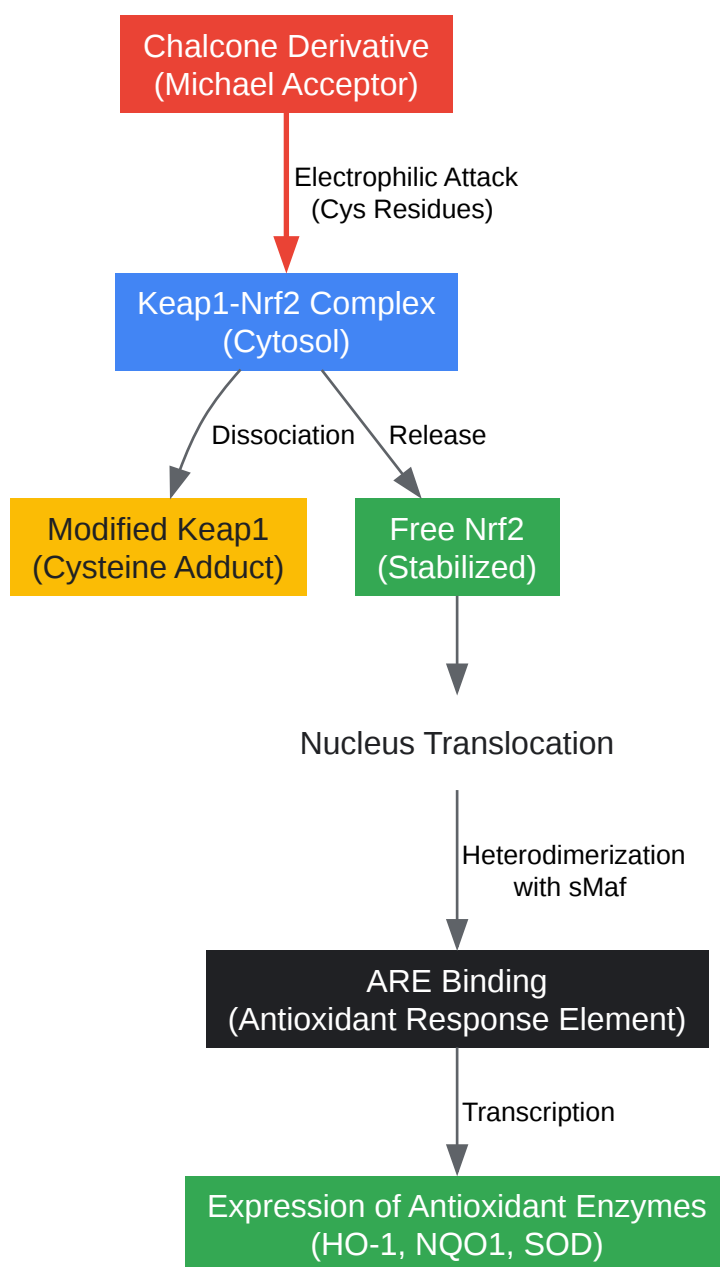 Chalcone Derivative
(Michael Acceptor)
Electrophilic Attack
(Cys Residues)
Keap1-Nrf2 Complex
(Cytosol)
Dissociation
Release
Modified Keap1
(Cysteine Adduct)
Free Nrf2
(Stabilized)
Nucleus Translocation
Heterodimerization
with sMaf
ARE Binding
(Antioxidant Response Element)
Transcription
Expression of Antioxidant Enzymes
(HO-1, NQO1, SOD)